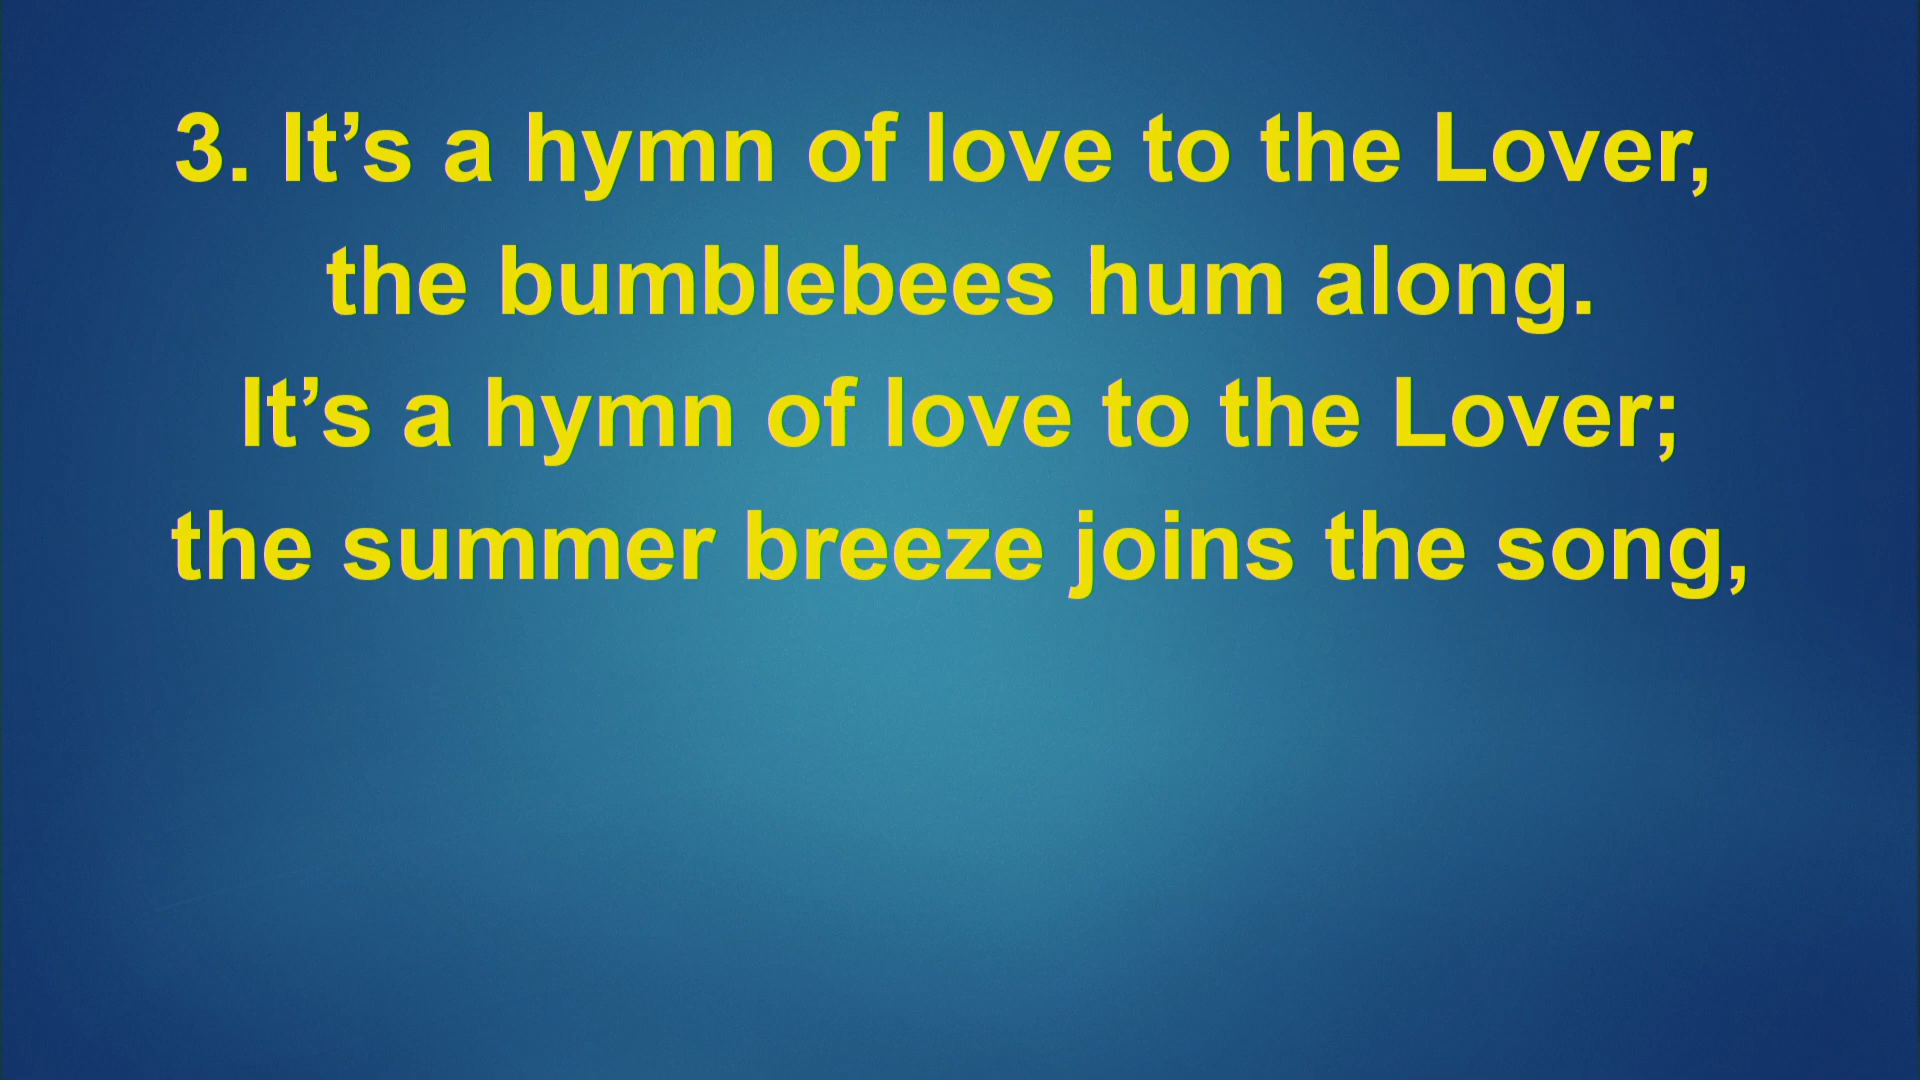 3. It’s a hymn of love to the Lover,
the bumblebees hum along.
It’s a hymn of love to the Lover;
the summer breeze joins the song,